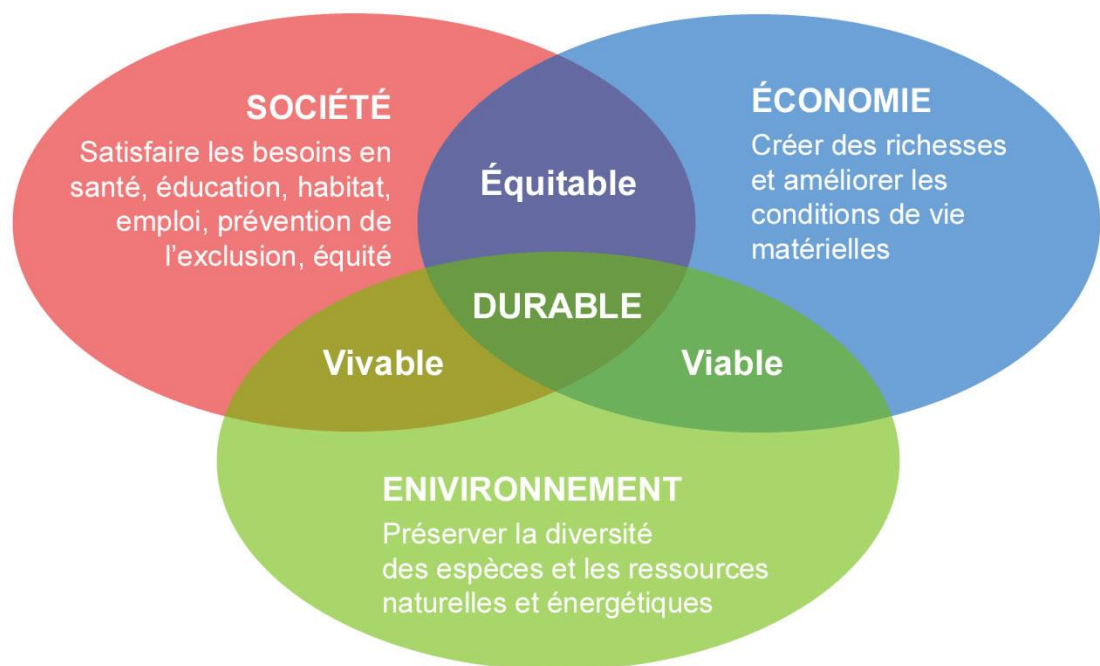 SOCIÉTÉ
Satisfaire les besoins en
santé, éducation, habitat,
emploi, prévention de
l'exclusion, équité
Équitable
ÉCONOMIE
Créer des richesses
et améliorer les
conditions de vie
matérielles
DURABLE
Vivable
Viable
ENIVIRONNEMENT
Préserver la diversité
des espèces et les ressources
naturelles et énergétiques